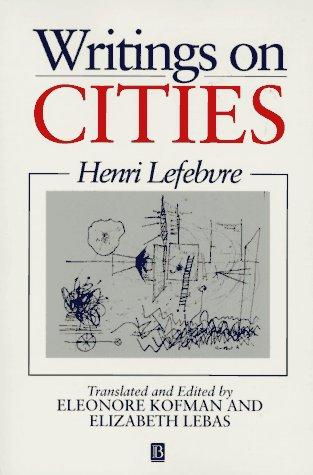 Writings on
CITIES
Henri Lefebvre
Translated and Edited by
ELEONORE KOFMAN AND
ELIZABETH LEBAS
B